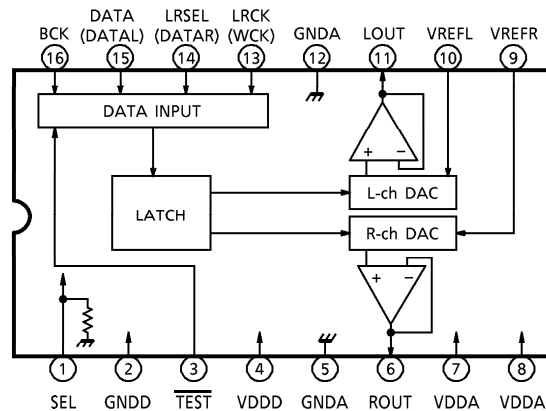 BCK
DATA
(DATAL)
LRSEL
(DATAR)
LRCK
(WCK)
GNDA
LOUT
VREFL
VREFR
16
15
14
13
12
11
10
9
DATA INPUT
+ −
LATCH
L-ch DAC
R-ch DAC
+ −
1
2
3
4
5
6
7
8
SEL
GNDD
TEST
VDDD
GNDA
ROUT
VDDA
VDDA